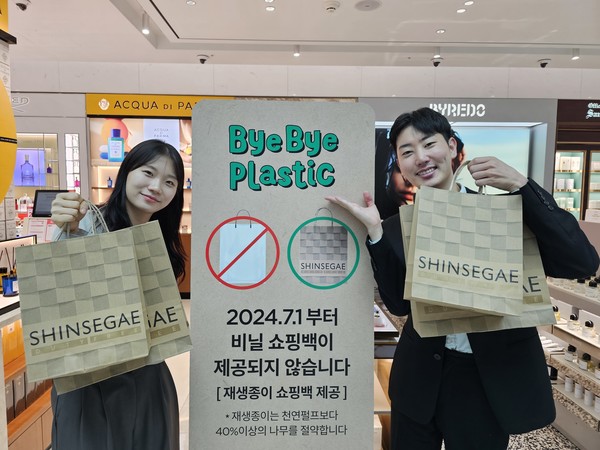 ACQUA DI PA
BYREDO
Bye Bye
Plastic
SHINSEGAE
2024.7.1 부터
비닐 쇼핑백이
제공되지 않습니다
[ 재생종이 쇼핑백 제공 ]
* 재생종이는 천연펄프보다
40%이상의 나무를 절약합니다
SHINSEGAE
GAE
SHINSEGAE